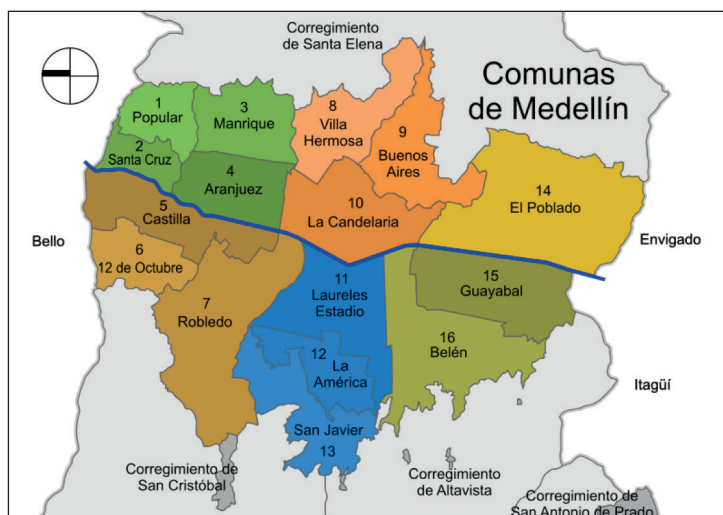 Corregimiento
de Santa Elena
Comunas
de Medellín
1
Popular
3
Manrique
8
Villa
Hermosa
9
Buenos
Aires
2
Santa Cruz
4
Aranjuez
14
El Poblado
5
Castilla
10
La Candelaria
Bello
Envigado
6
12 de Octubre
11
Laureles
Estadio
15
Guayabal
7
Robledo
16
Belén
12
La
América
Itagüí
San Javier
13
Corregimiento de
San Cristóbal
Corregimiento
de Altavista
Corregimiento de
San Antonio de Prado